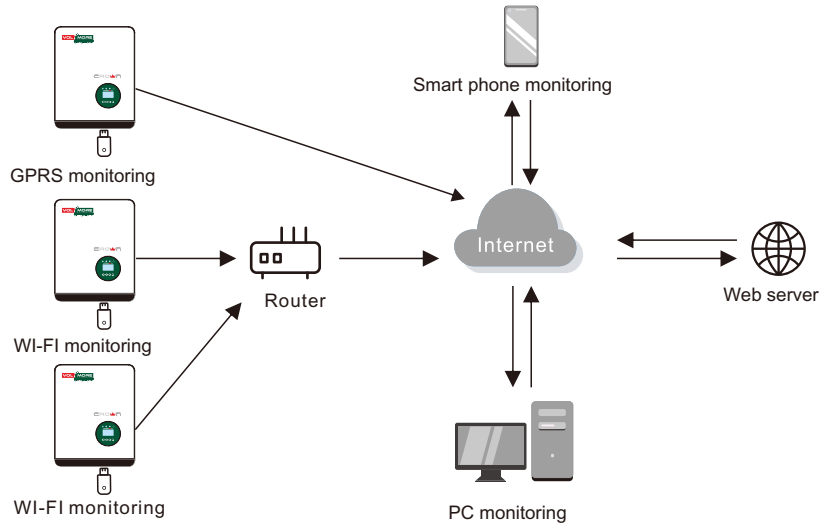 Smart phone monitoring
GPRS monitoring
Internet
Web server
Router
WI-FI monitoring
WI-FI monitoring
PC monitoring